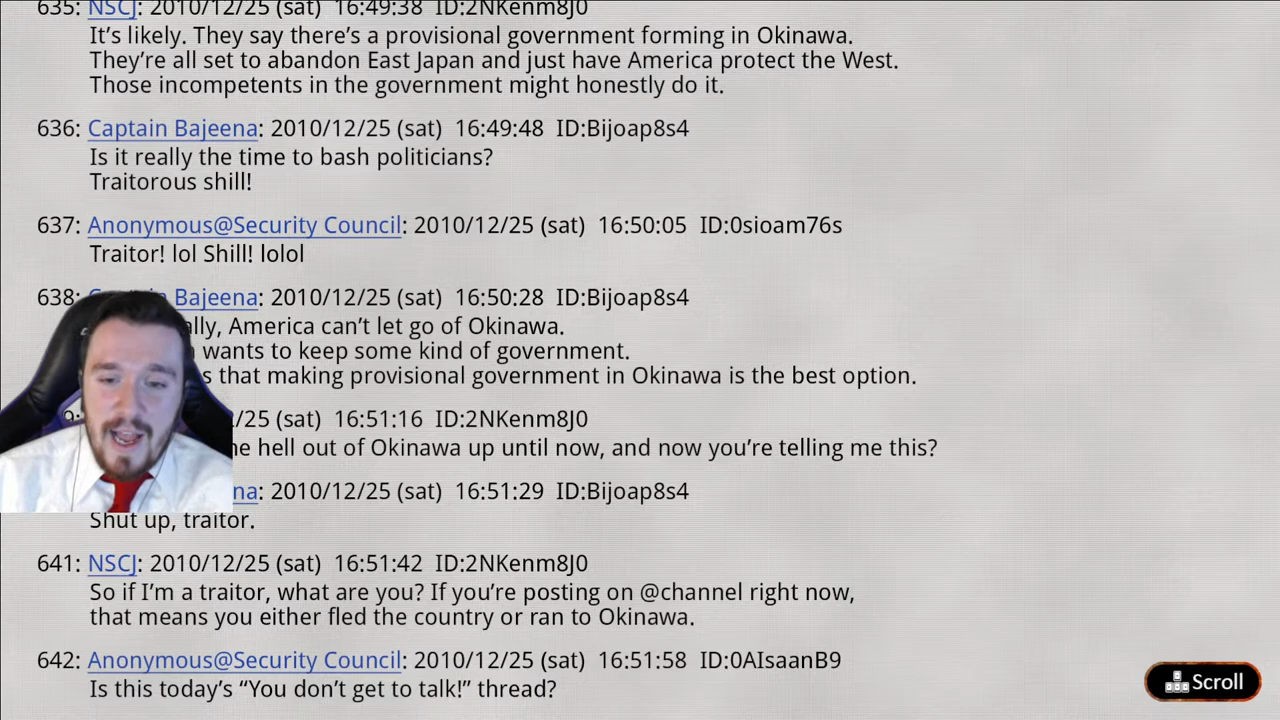 635: NSCJ: 2010/12/25 (sat) 16:49:38 ID:2NKenm8J0
It’s likely. They say there’s a provisional government forming in Okinawa.
They’re all set to abandon East Japan and just have America protect the West.
Those incompetents in the government might honestly do it.
636: Captain Bajeena: 2010/12/25 (sat) 16:49:48 ID:Bijoap8s4
Is it really the time to bash politicians?
Traitorous shill!
637: Anonymous@Security Council: 2010/12/25 (sat) 16:50:05 ID:0sioam76s
Traitor! lol Shill! lolol
638: Bajeena: 2010/12/25 (sat) 16:50:28 ID:Bijoap8s4
America can’t let go of Okinawa.
wants to keep some kind of government.
that making provisional government in Okinawa is the best option.
/25 (sat) 16:51:16 ID:2NKenm8J0
hell out of Okinawa up until now, and now you’re telling me this?
na: 2010/12/25 (sat) 16:51:29 ID:Bijoap8s4
Shut up, traitor.
641: NSCJ: 2010/12/25 (sat) 16:51:42 ID:2NKenm8J0
So if I’m a traitor, what are you? If you’re posting on @channel right now,
that means you either fled the country or ran to Okinawa.
642: Anonymous@Security Council: 2010/12/25 (sat) 16:51:58 ID:0AIsaanB9
Is this today’s “You don’t get to talk!” thread?
Scroll